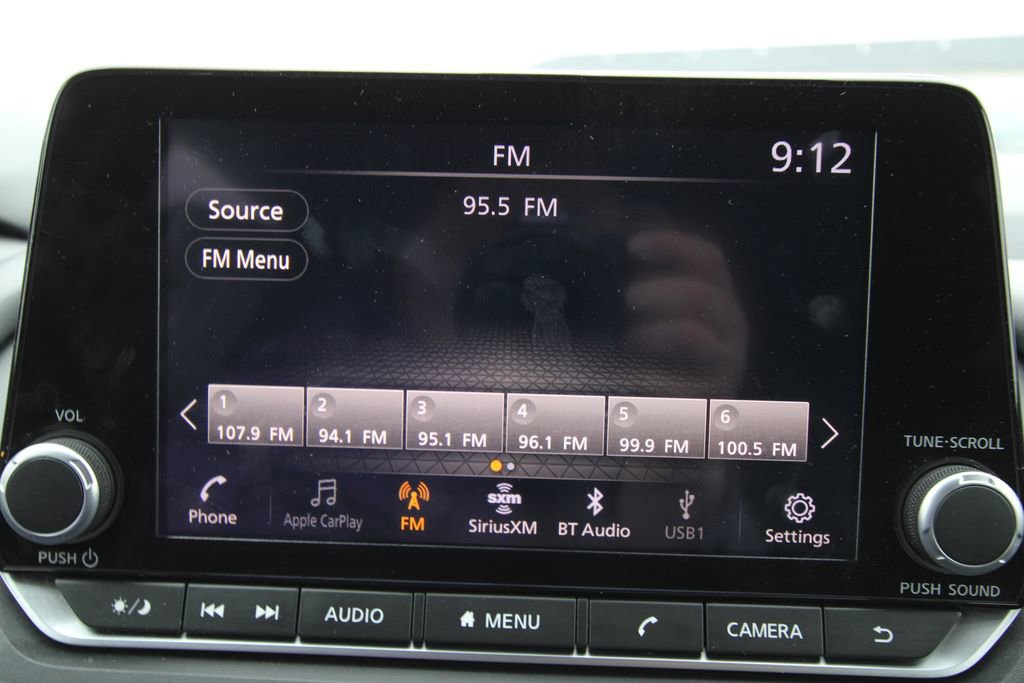 FM
9:12
Source
95.5 FM
FM Menu
1
2
3
4
5
6
107.9 FM
94.1 FM
95.1 FM
96.1 FM
99.9 FM
100.5 FM
VOL
TUNE·SCROLL
Phone
Apple CarPlay
FM
sxm
SiriusXM
BT Audio
USB1
Settings
PUSH
PUSH SOUND
AUDIO
MENU
CAMERA